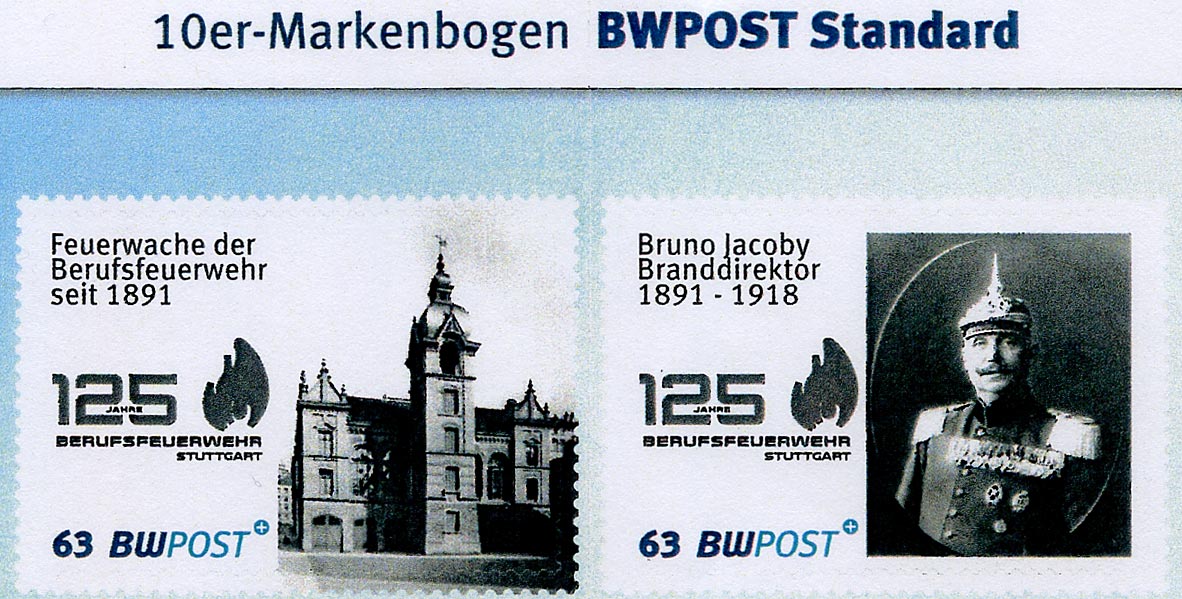 10er-Markenbogen BWPOST Standard
Feuerwache der
Berufsfeuerwehr
seit 1891
125
JAHRE
BERUFSFEUERWEHR
STUTTGART
63 BWPOST+
Bruno Jacoby
Branddirektor
1891 - 1918
125
JAHRE
BERUFSFEUERWEHR
STUTTGART
63 BWPOST+